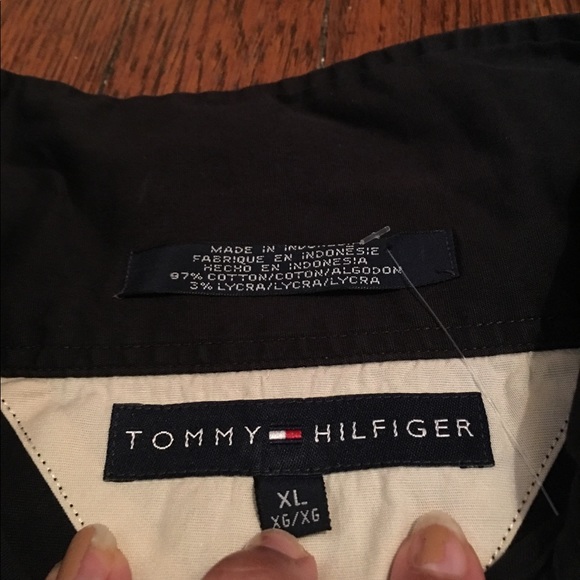 MADE IN INDONESIA
FABRIQUE EN INDONESIE
HECHO EN INDONESIA
97% COTTON/COTON/ALGODON
3% LYCRA/LYCRA/LYCRA
TOMMY HILFIGER
XL
XG/XG